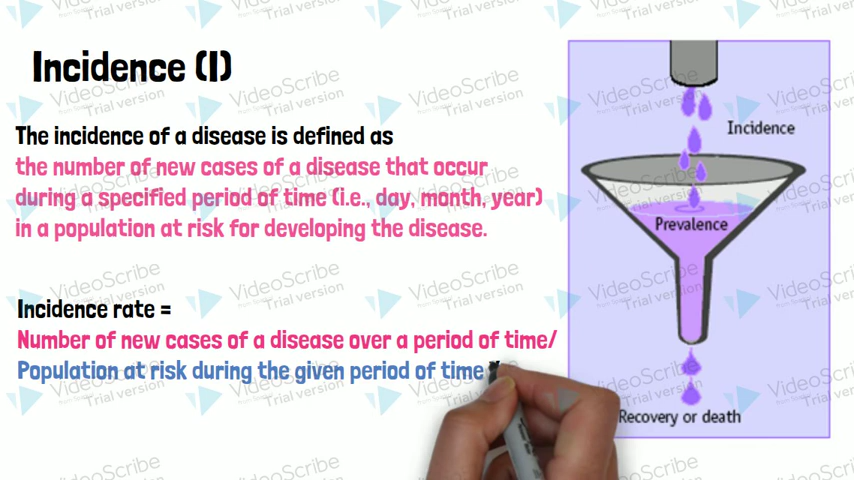 Incidence (I)
The incidence of a disease is defined as
the number of new cases of a disease that occur
during a specified period of time (i.e., day, month, year)
in a population at risk for developing the disease.
Incidence rate =
Number of new cases of a disease over a period of time/
Population at risk during the given period of time
Incidence
Prevalence
Recovery or death
VideoScribe
Trial version